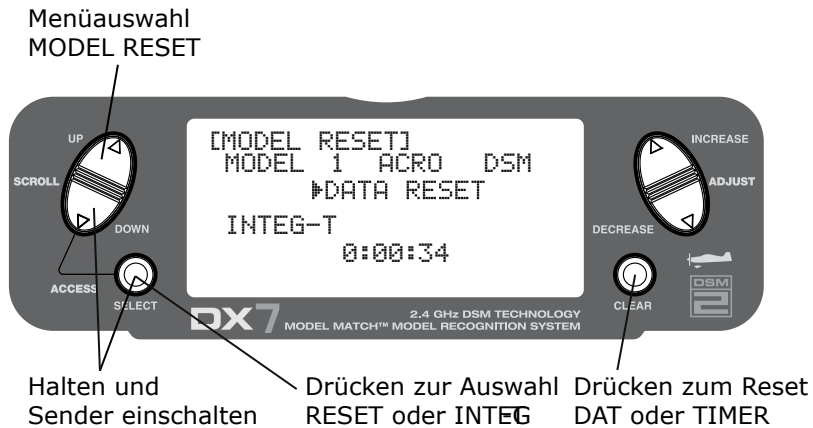 Menüauswahl
MODEL RESET
UP
SCROLL
DOWN
ACCESS
SELECT
[MODEL RESET]
MODEL 1 ACRO DSM
DATA RESET
INTEG-T
0:00:34
INCREASE
ADJUST
DECREASE
CLEAR
DSM
2
DX7
2.4 GHz DSM TECHNOLOGY
MODEL MATCH™ MODEL RECOGNITION SYSTEM
Halten und
Sender einschalten
Drücken zur Auswahl
RESET oder
Drücken zum Reset
DAT oder TIMER